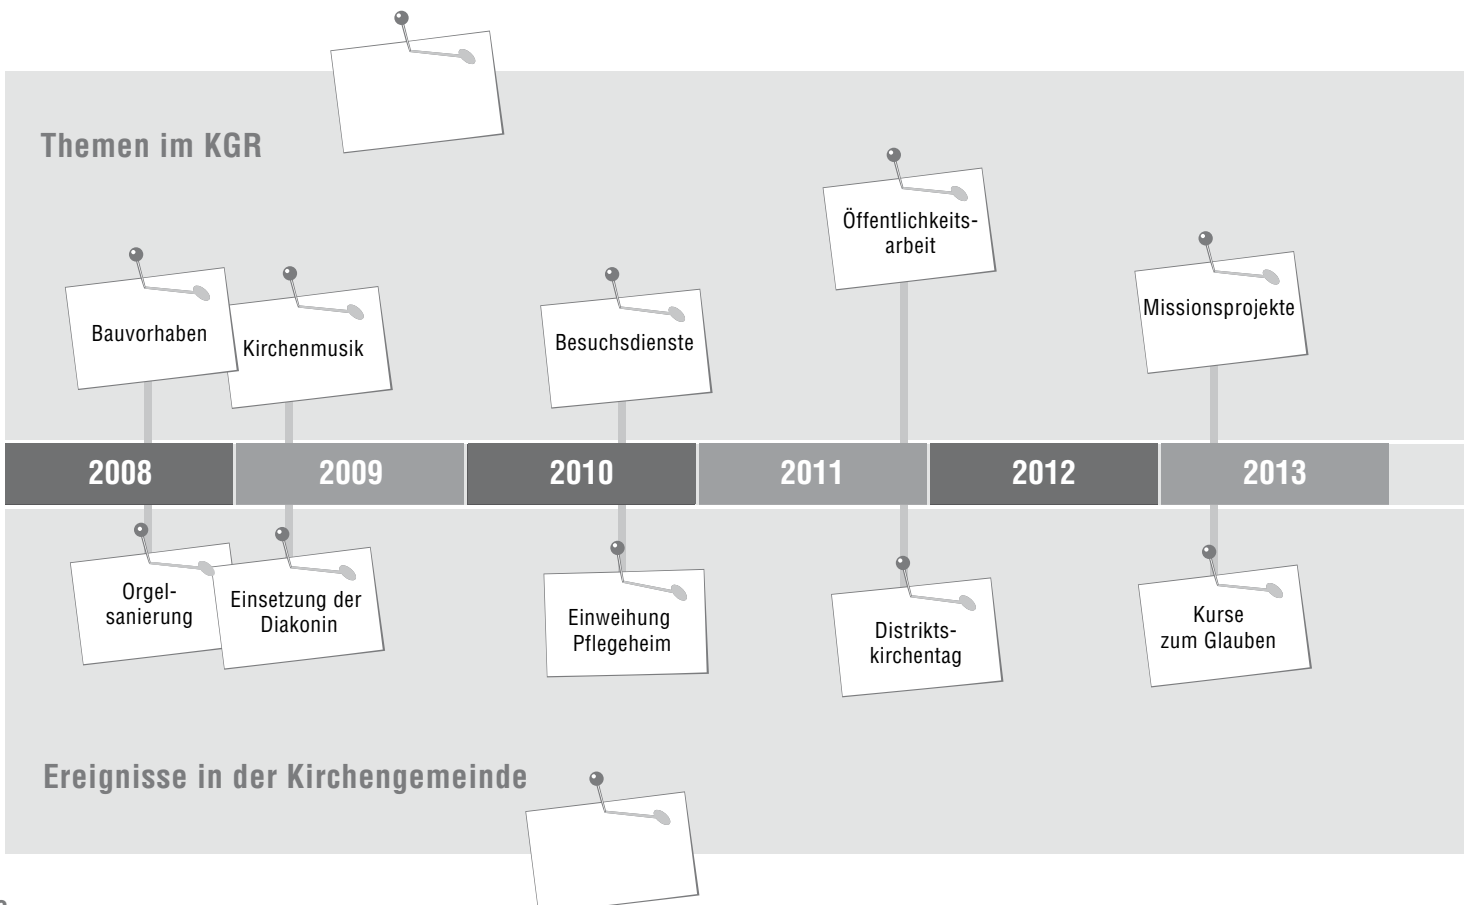 Themen im KGR
Öffentlichkeits-
arbeit
Bauvorhaben
Kirchenmusik
Besuchsdienste
Missionsprojekte
2008
2009
2010
2011
2012
2013
Orgel-
sanierung
Einsetzung der
Diakonin
Einweihung
Pflegeheim
Distrikts-
kirchentag
Kurse
zum Glauben
Ereignisse in der Kirchengemeinde